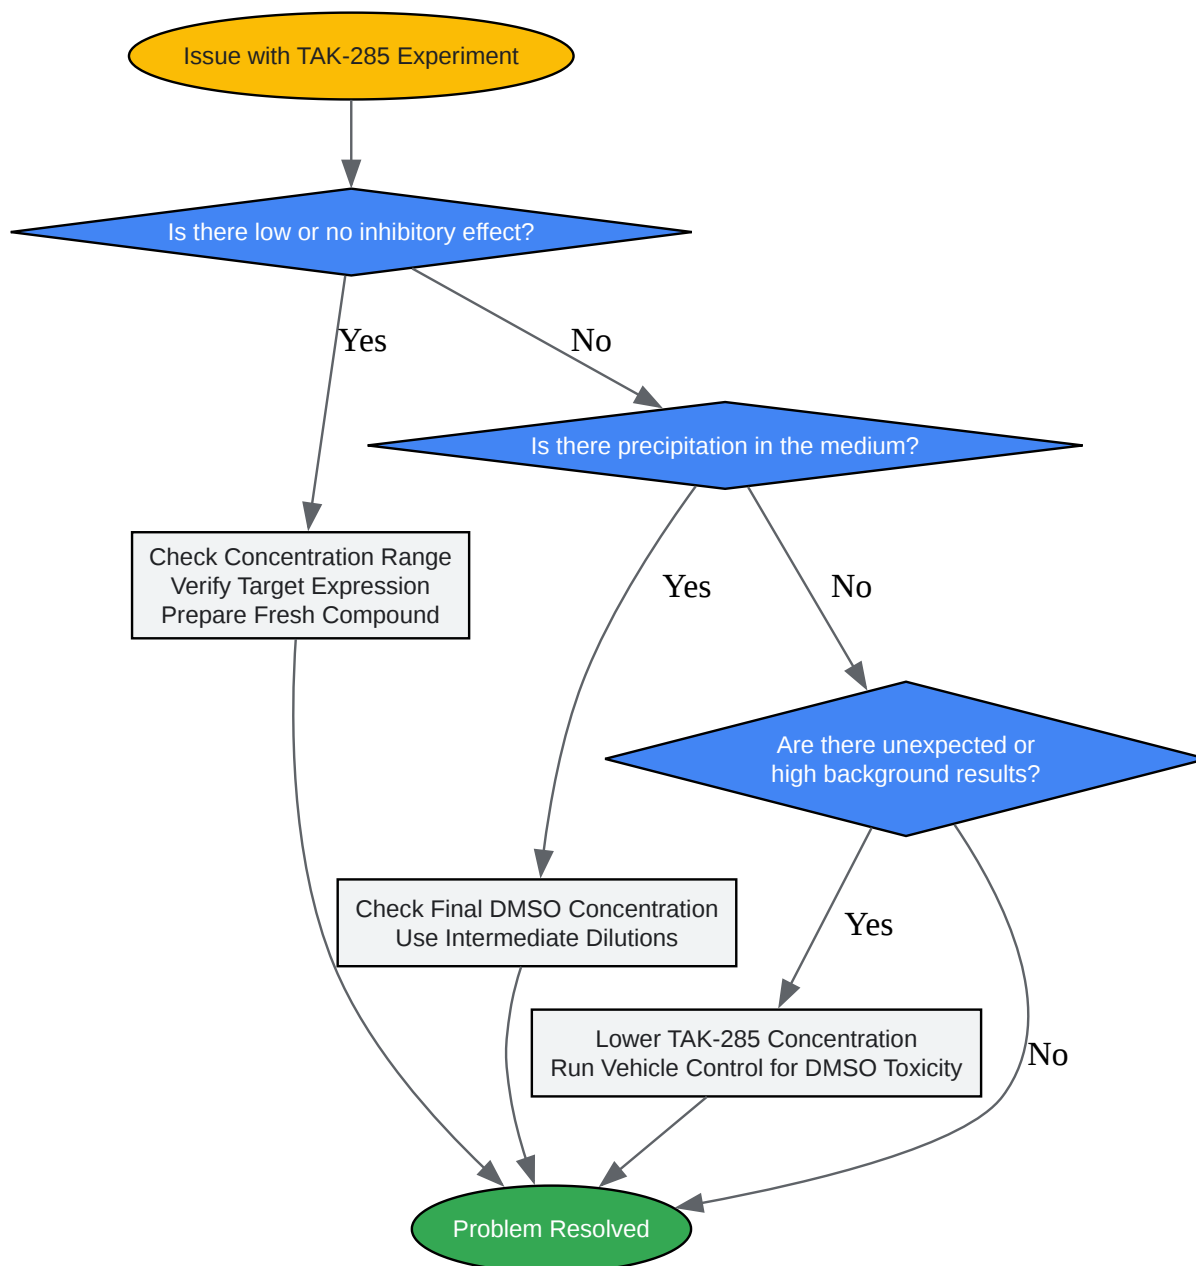 Issue with TAK-285 Experiment
Is there low or no inhibitory effect?
Yes
No
Is there precipitation in the medium?
Check Concentration Range
Verify Target Expression
Prepare Fresh Compound
Yes
No
Are there unexpected or
high background results?
Check Final DMSO Concentration
Use Intermediate Dilutions
Yes
Lower TAK-285 Concentration
Run Vehicle Control for DMSO Toxicity
No
Problem Resolved